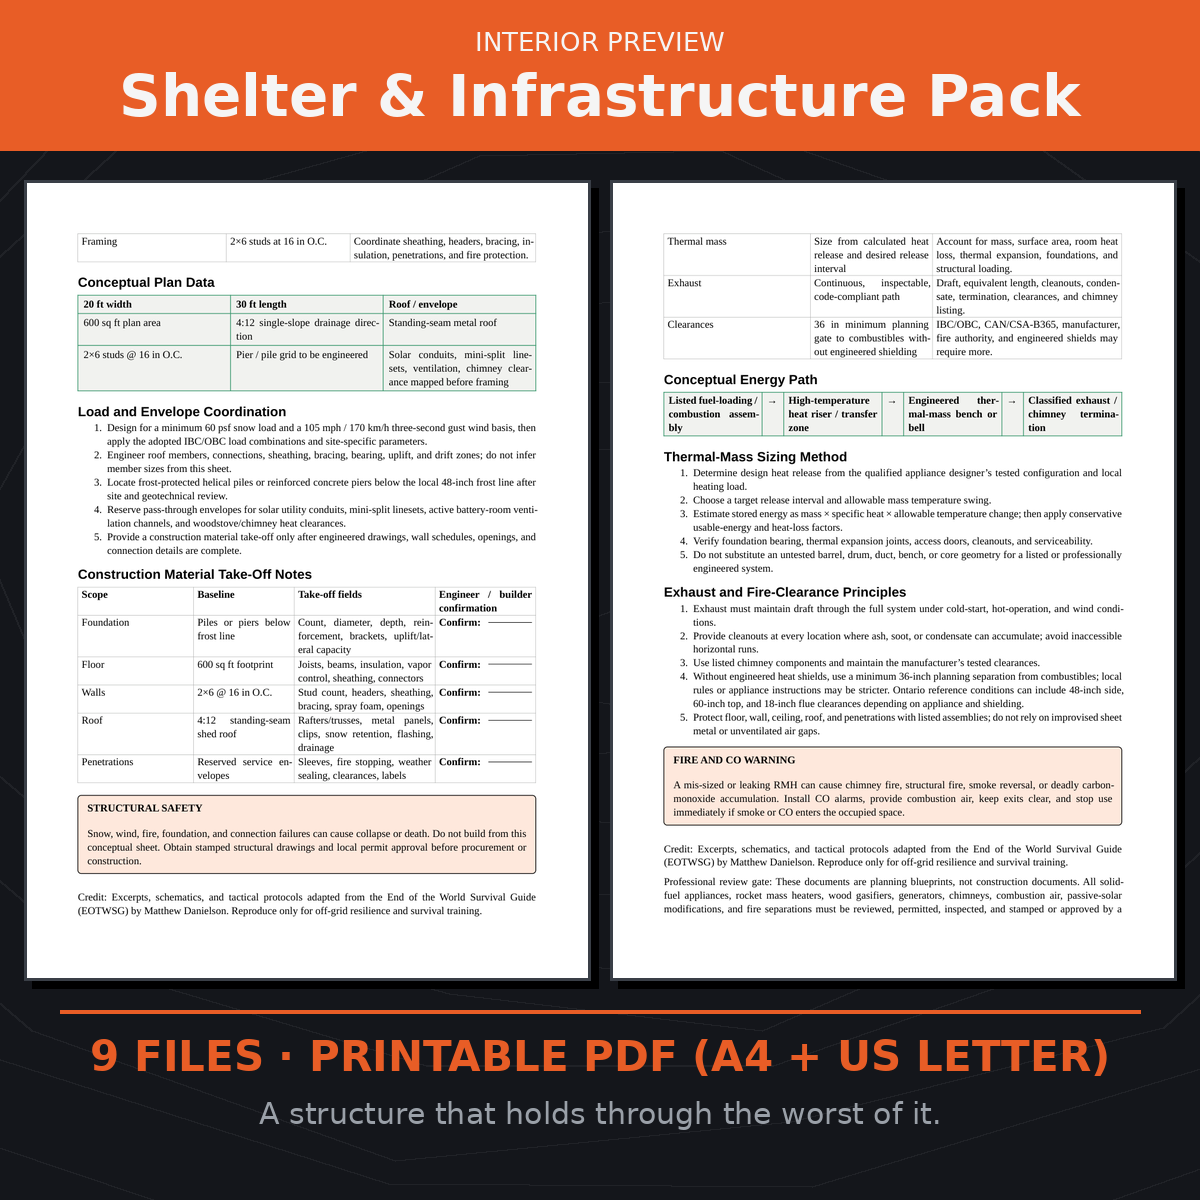 INTERIOR PREVIEW
Shelter & Infrastructure Pack
Framing
2×6 studs at 16 in O.C.
Coordinate sheathing, headers, bracing, in-
sulation, penetrations, and fire protection.
Conceptual Plan Data
20 ft width
30 ft length
Roof / envelope
600 sq ft plan area
4:12 single-slope drainage direc-
tion
Standing-seam metal roof
2×6 studs @ 16 in O.C.
Pier / pile grid to be engineered
Solar conduits, mini-split line-
sets, ventilation, chimney clear-
ance mapped before framing
Load and Envelope Coordination
1. Design for a minimum 60 psf snow load and a 105 mph / 170 km/h three-second gust wind basis, then
apply the adopted IBC/OBC load combinations and site-specific parameters.
2. Engineer roof members, connections, sheathing, bracing, bearing, uplift, and drift zones; do not infer
member sizes from this sheet.
3. Locate frost-protected helical piles or reinforced concrete piers below the local 48-inch frost line after
site and geotechnical review.
4. Reserve pass-through envelopes for solar utility conduits, mini-split linesets, active battery-room venti-
lation channels, and woodstove/chimney heat clearances.
5. Provide a construction material take-off only after engineered drawings, wall schedules, openings, and
connection details are complete.
Construction Material Take-Off Notes
Scope
Baseline
Take-off fields
Engineer / builder
confirmation
Foundation
Piles or piers below
frost line
Count, diameter, depth, rein-
forcement, brackets, uplift/lat-
eral capacity
Confirm:
Floor
600 sq ft footprint
Joists, beams, insulation, vapor
control, sheathing, connectors
Confirm:
Walls
2×6 @ 16 in O.C.
Stud count, headers, sheathing,
bracing, spray foam, openings
Confirm:
Roof
4:12 standing-seam
shed roof
Rafters/trusses, metal panels,
clips, snow retention, flashing,
drainage
Confirm:
Penetrations
Reserved service en-
velopes
Sleeves, fire stopping, weather
sealing, clearances, labels
Confirm:
STRUCTURAL SAFETY
Snow, wind, fire, foundation, and connection failures can cause collapse or death. Do not build from this
conceptual sheet. Obtain stamped structural drawings and local permit approval before procurement or
construction.
Credit: Excerpts, schematics, and tactical protocols adapted from the End of the World Survival Guide
(EOTWSG) by Matthew Danielson. Reproduce only for off-grid resilience and survival training.
Thermal mass
Size from calculated heat
release and desired release
interval
Account for mass, surface area, room heat
loss, thermal expansion, foundations, and
structural loading.
Exhaust
Continuous, inspectable,
code-compliant path
Draft, equivalent length, cleanouts, conden-
sate, termination, clearances, and chimney
listing.
Clearances
36 in minimum planning
gate to combustibles with-
out engineered shielding
IBC/OBC, CAN/CSA-B365, manufacturer,
fire authority, and engineered shields may
require more.
Conceptual Energy Path
Listed fuel-loading /
combustion assem-
bly
→
High-temperature
heat riser / transfer
zone
→
Engineered ther-
mal-mass bench or
bell
→
Classified exhaust /
chimney termina-
tion
Thermal-Mass Sizing Method
1. Determine design heat release from the qualified appliance designer's tested configuration and local
heating load.
2. Choose a target release interval and allowable mass temperature swing.
3. Estimate stored energy as mass × specific heat × allowable temperature change; then apply conservative
usable-energy and heat-loss factors.
4. Verify foundation bearing, thermal expansion joints, access doors, cleanouts, and serviceability.
5. Do not substitute an untested barrel, drum, duct, bench, or core geometry for a listed or professionally
engineered system.
Exhaust and Fire-Clearance Principles
1. Exhaust must maintain draft through the full system under cold-start, hot-operation, and wind condi-
tions.
2. Provide cleanouts at every location where ash, soot, or condensate can accumulate; avoid inaccessible
horizontal runs.
3. Use listed chimney components and maintain the manufacturer's tested clearances.
4. Without engineered heat shields, use a minimum 36-inch planning separation from combustibles; local
rules or appliance instructions may be stricter. Ontario reference conditions can include 48-inch side,
60-inch top, and 18-inch flue clearances depending on appliance and shielding.
5. Protect floor, wall, ceiling, roof, and penetrations with listed assemblies; do not rely on improvised sheet
metal or unventilated air gaps.
FIRE AND CO WARNING
A mis-sized or leaking RMH can cause chimney fire, structural fire, smoke reversal, or deadly carbon-
monoxide accumulation. Install CO alarms, provide combustion air, keep exits clear, and stop use
immediately if smoke or CO enters the occupied space.
Credit: Excerpts, schematics, and tactical protocols adapted from the End of the World Survival Guide
(EOTWSG) by Matthew Danielson. Reproduce only for off-grid resilience and survival training.
Professional review gate: These documents are planning blueprints, not construction documents. All solid-
fuel appliances, rocket mass heaters, wood gasifiers, generators, chimneys, combustion air, passive-solar
modifications, and fire separations must be reviewed, permitted, inspected, and stamped or approved by a
9 FILES · PRINTABLE PDF (A4 + US LETTER)
A structure that holds through the worst of it.